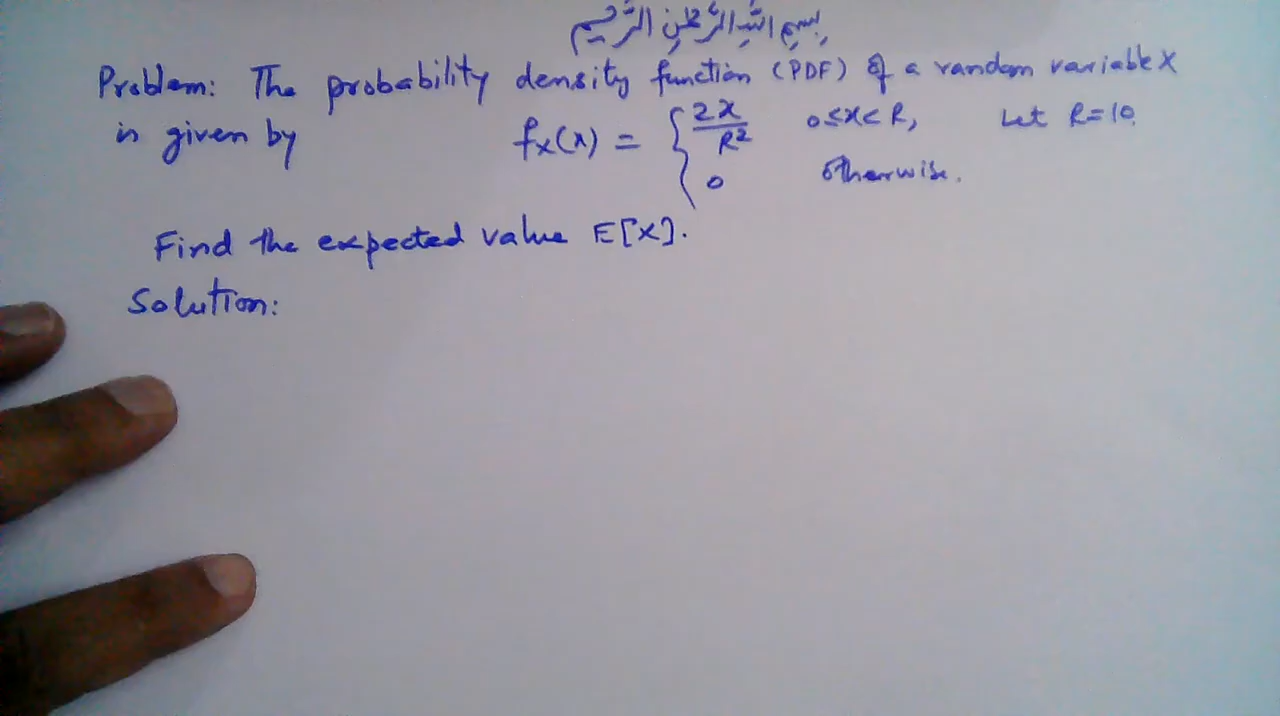 بسم الله الرحمن الرحيم
Problem: The probability density function (PDF) of a random variable X
is given by fx(x) = { 2x/R² 0≤x<R, Let R=10.
0 otherwise.
Find the expected value E[X].
Solution: